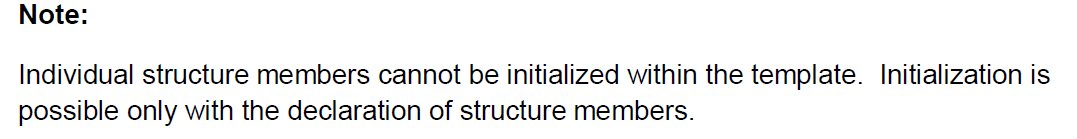 Note:
Individual structure members cannot be initialized within the template.  Initialization is
possible only with the declaration of structure members.